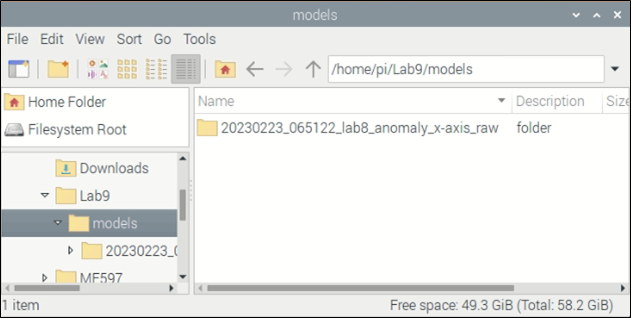 models
File Edit View Sort Go Tools
/home/pi/Lab9/models
Home Folder
Filesystem Root
Downloads
Lab9
models
20230223_0
ME597
Name Description Size
20230223_065122_lab8_anomaly_x-axis_raw folder
1 item Free space: 49.3 GiB (Total: 58.2 GiB)